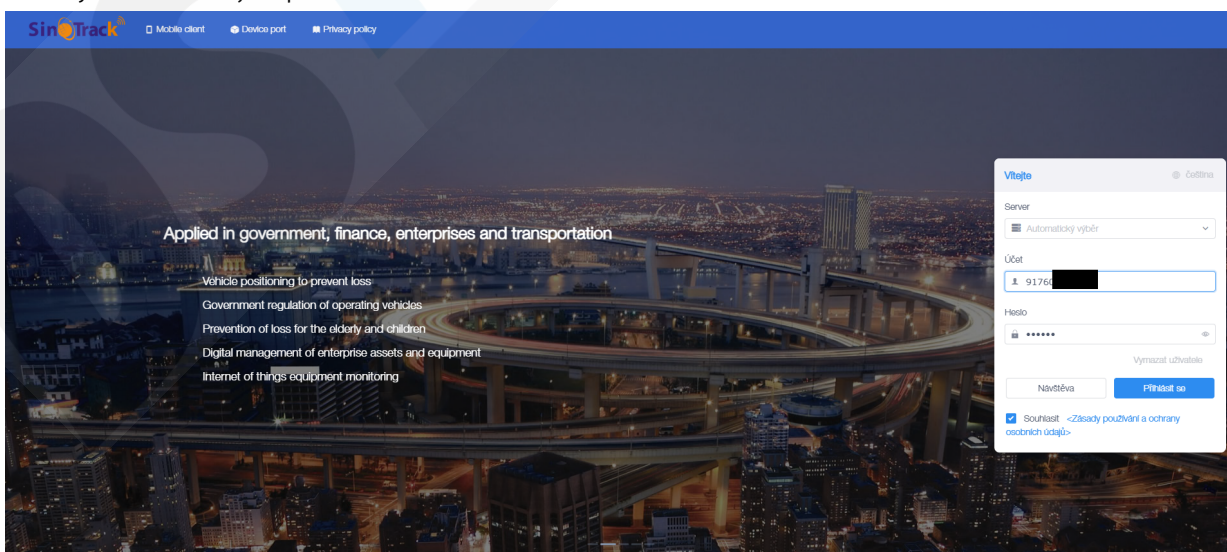 SinoTrack
Mobile client
Device port
Privacy policy
Applied in government, finance, enterprises and transportation
Vehicle positioning to prevent loss
Government regulation of operating vehicles
Prevention of loss for the elderly and children
Digital management of enterprise assets and equipment
Internet of things equipment monitoring
Vítejte
čeština
Server
Automatický výběr
Účet
91760
Heslo
••••••
Vymazat uživatele
Návštěva
Přihlásit se
Souhlasit <Zásady používání a ochrany
osobních údajů>